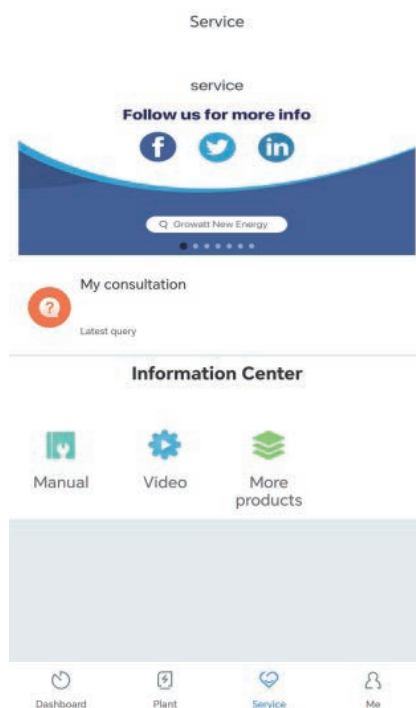 Service
service
Follow us for more info
Growatt New Energy
My consultation
Latest query
Information Center
Manual
Video
More
products
Dashboard
Plant
Service
Me